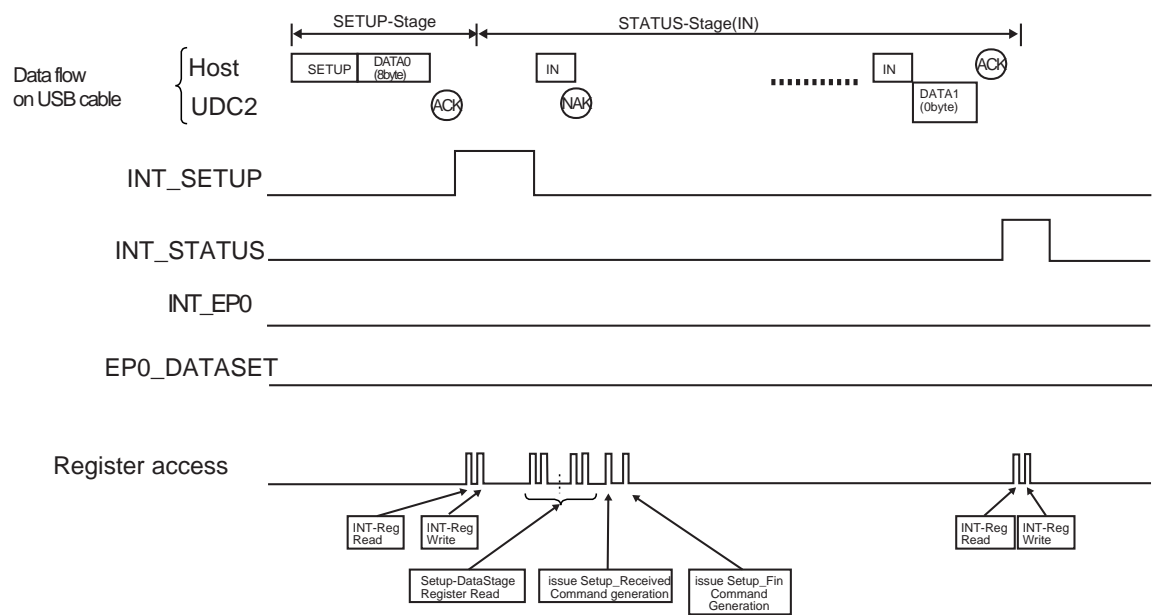 SETUP-Stage
STATUS-Stage(IN)
Data flow
on USB cable
Host
UDC2
SETUP
DATA0
(8byte)
ACK
IN
NAK
IN
DATA1
(0byte)
ACK
INT_SETUP
INT_STATUS
INT_EP0
EP0_DATASET
Register access
INT-Reg
Read
INT-Reg
Write
INT-Reg
Read
INT-Reg
Write
Setup-DataStage
Register Read
issue Setup_Received
Command generation
issue Setup_Fin
Command
Generation